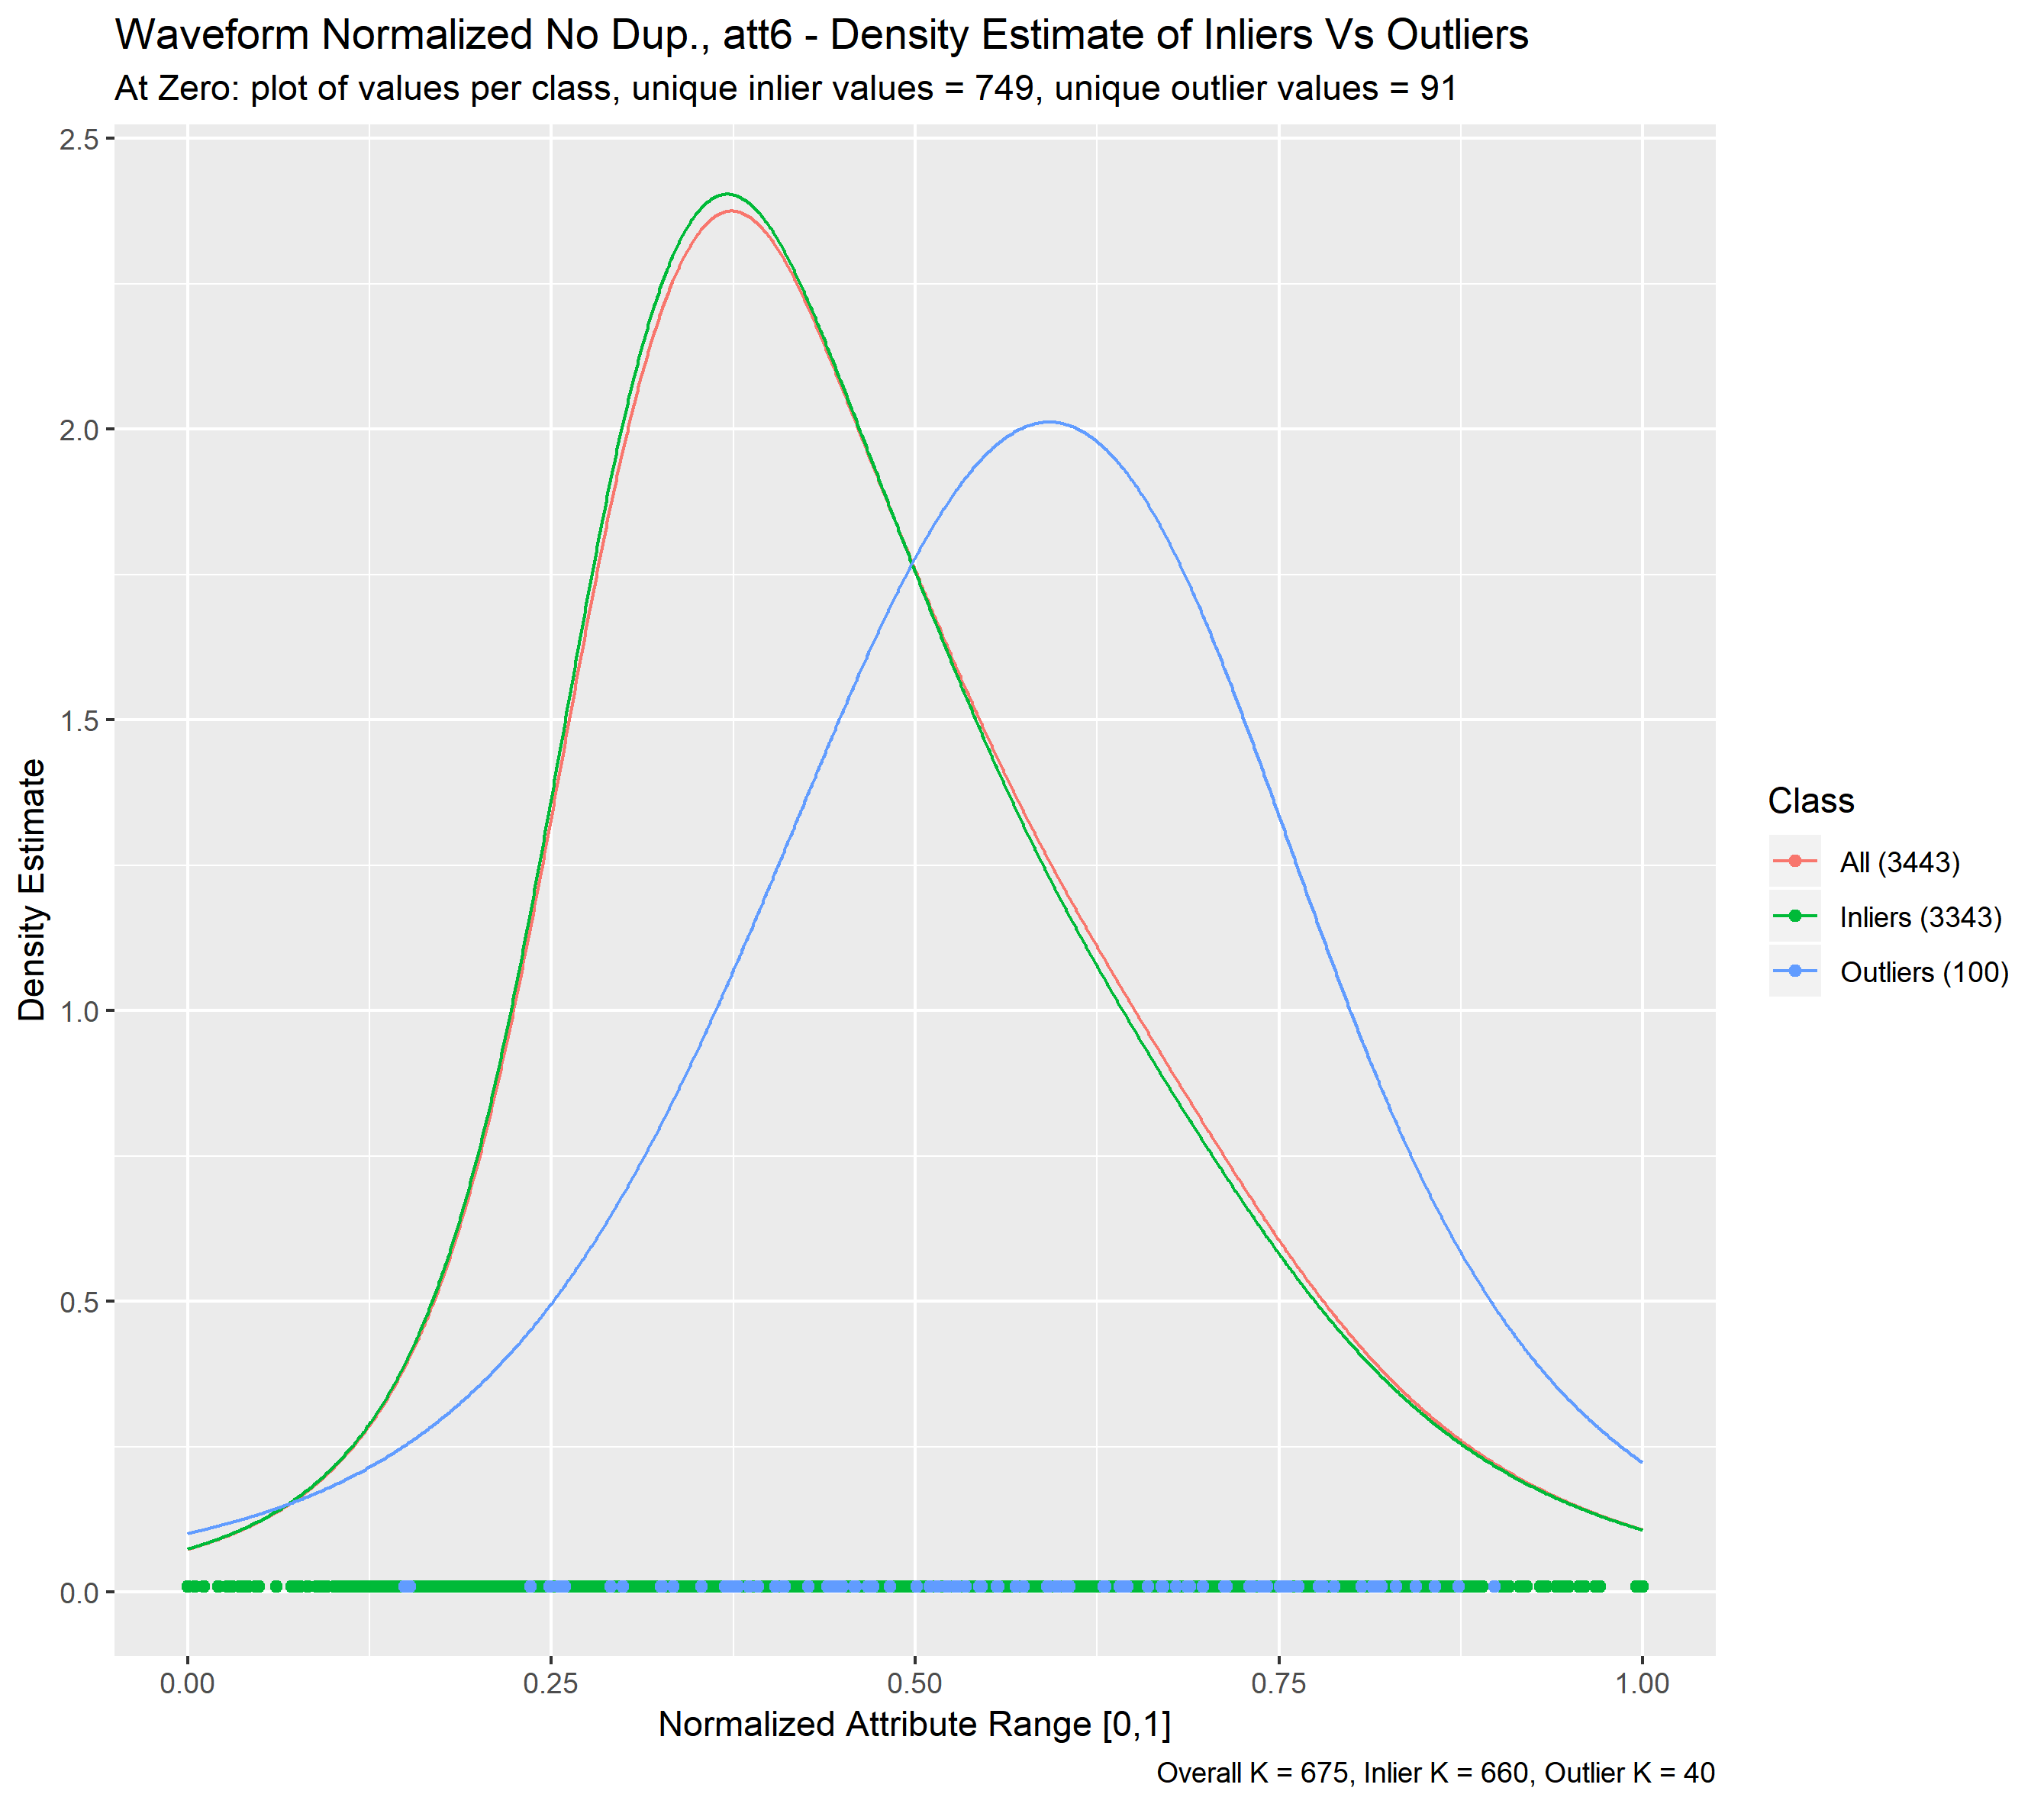 Waveform Normalized No Dup., att6 - Density Estimate of Inliers Vs Outliers
At Zero: plot of values per class, unique inlier values = 749, unique outlier values = 91
2.5
2.0
1.5
1.0
0.5
0.0
Density Estimate
0.00 0.25 0.50 0.75 1.00
Normalized Attribute Range [0,1]
Overall K = 675, Inlier K = 660, Outlier K = 40
Class
All (3443)
Inliers (3343)
Outliers (100)